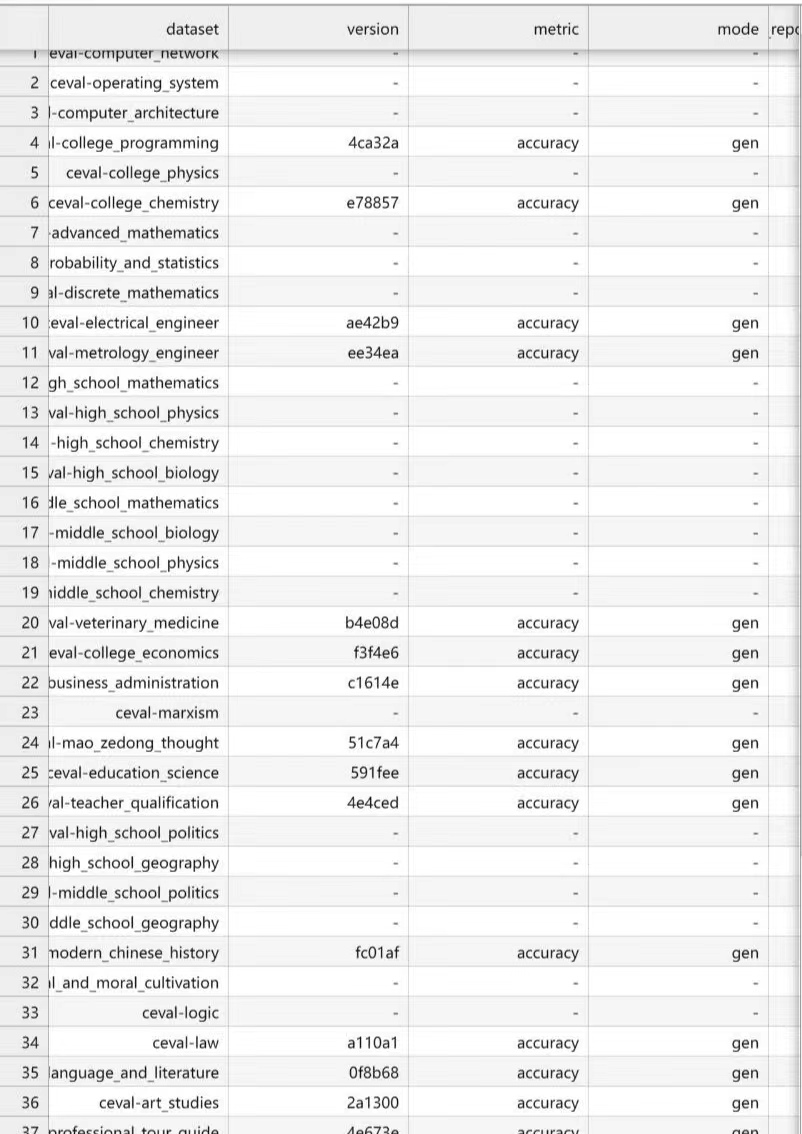 dataset version metric mode repo
1 eval-computer_network - - -
2 ceval-operating_system - - -
3 l-computer_architecture - - -
4 al-college_programming 4ca32a accuracy gen
5 ceval-college_physics - - -
6 ceval-college_chemistry e78857 accuracy gen
7 -advanced_mathematics - - -
8 robability_and_statistics - - -
9 al-discrete_mathematics - - -
10 ceval-electrical_engineer ae42b9 accuracy gen
11 val-metrology_engineer ee34ea accuracy gen
12 gh_school_mathematics - - -
13 val-high_school_physics - - -
14 -high_school_chemistry - - -
15 val-high_school_biology - - -
16 dle_school_mathematics - - -
17 -middle_school_biology - - -
18 -middle_school_physics - - -
19 middle_school_chemistry - - -
20 val-veterinary_medicine b4e08d accuracy gen
21 eval-college_economics f3f4e6 accuracy gen
22 business_administration c1614e accuracy gen
23 ceval-marxism - - -
24 al-mao_zedong_thought 51c7a4 accuracy gen
25 ceval-education_science 591fee accuracy gen
26 val-teacher_qualification 4e4ced accuracy gen
27 val-high_school_politics - - -
28 high_school_geography - - -
29 l-middle_school_politics - - -
30 ddle_school_geography - - -
31 modern_chinese_history fc01af accuracy gen
32 al_and_moral_cultivation - - -
33 ceval-logic - - -
34 ceval-law a110a1 accuracy gen
35 language_and_literature 0f8b68 accuracy gen
36 ceval-art_studies 2a1300 accuracy gen
37 professional_tour_guide 4e673e accuracy gen